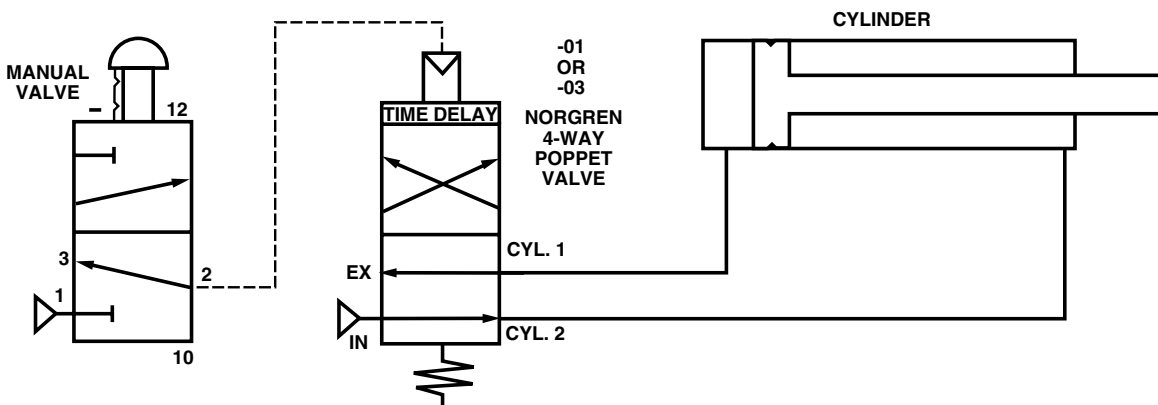 MANUAL
VALVE
-
12
3
2
1
10
TIME DELAY
-01
OR
-03
NORGREN
4-WAY
POPPET
VALVE
EX
IN
CYL. 1
CYL. 2
CYLINDER